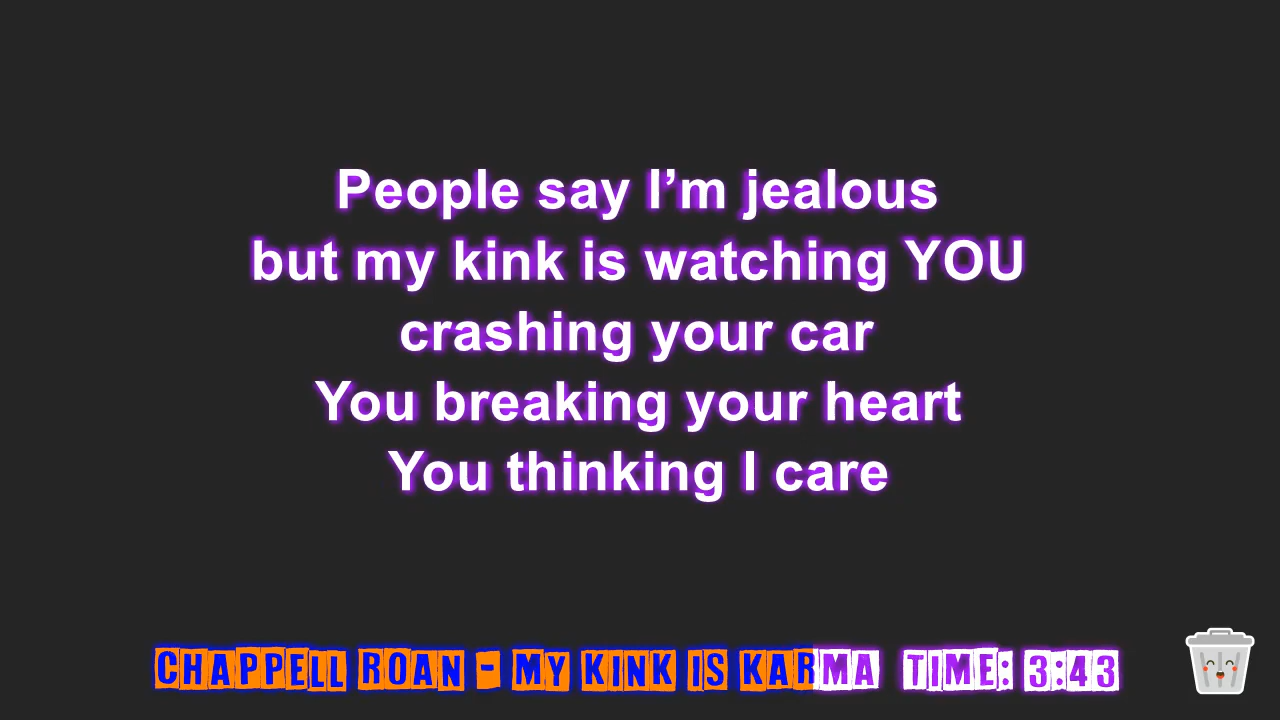 People say I’m jealous
but my kink is watching YOU
crashing your car
You breaking your heart
You thinking I care
CHAPPELL ROAN - MY KINK IS KARMA TIME: 3:43